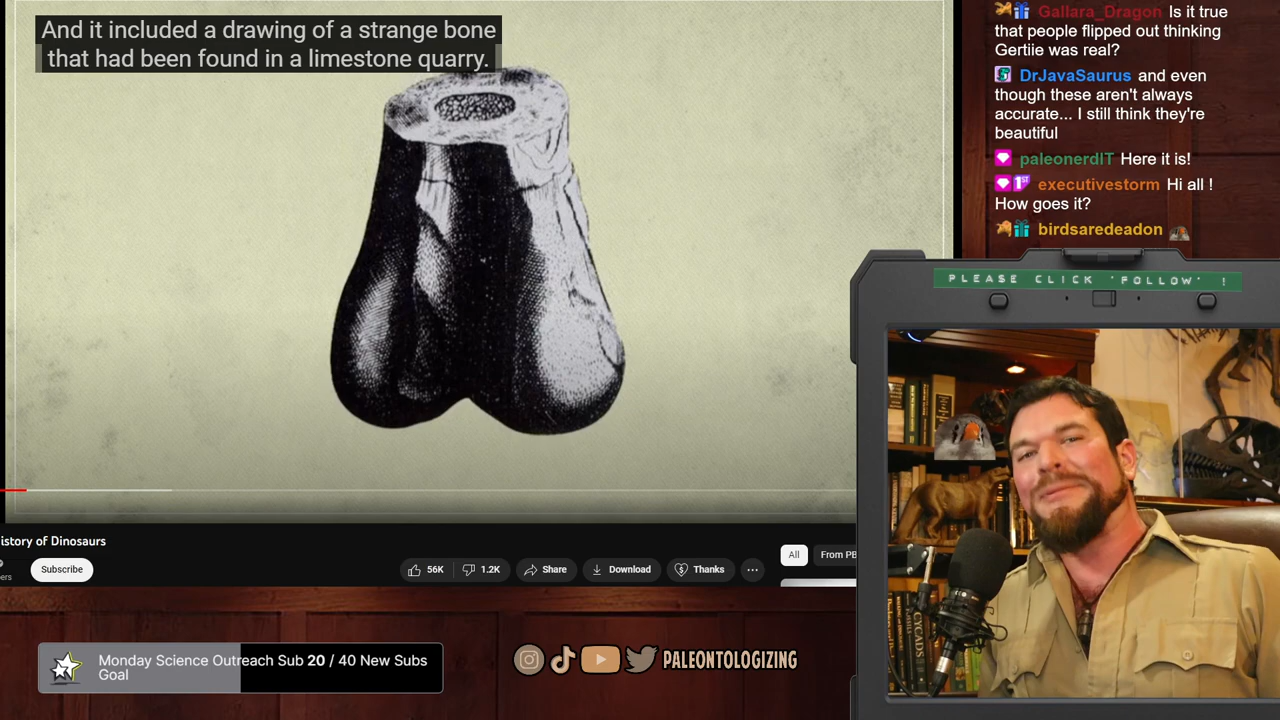 And it included a drawing of a strange bone
that had been found in a limestone quarry.
Gallara_Dragon Is it true
that people flipped out thinking
Gertiie was real?
DrJavaSaurus and even
though these aren't always
accurate... I still think they're
beautiful
paleonerdIT Here it is!
1ST executivestorm Hi all !
How goes it?
birdsaredeadon
PLEASE CLICK 'FOLLOW' !
istory of Dinosaurs
ers
Subscribe
56K
1.2K
Share
Download
Thanks
...
All
From PB
Monday Science Outreach Sub 20 / 40 New Subs
Goal
PALEONTOLOGIZING
CYCADS